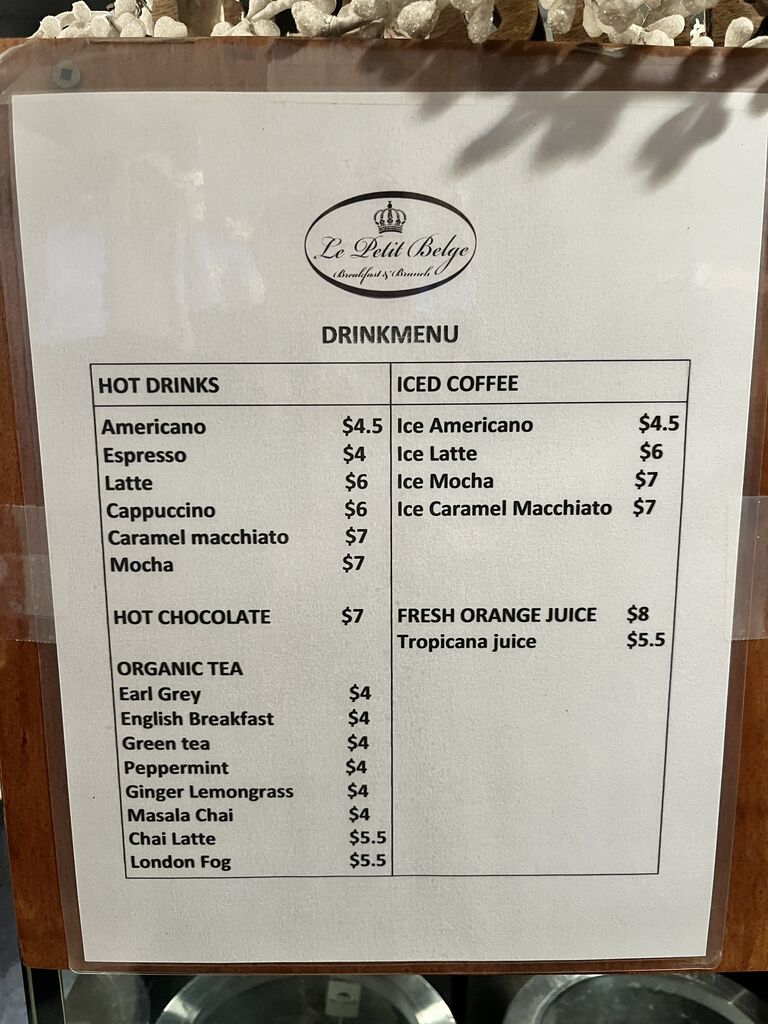 Le Petit Belge
Breakfast & Brunch
DRINKMENU
HOT DRINKS
Americano $4.5
Espresso $4
Latte $6
Cappuccino $6
Caramel macchiato $7
Mocha $7
HOT CHOCOLATE $7
ORGANIC TEA
Earl Grey $4
English Breakfast $4
Green tea $4
Peppermint $4
Ginger Lemongrass $4
Masala Chai $4
Chai Latte $5.5
London Fog $5.5
ICED COFFEE
Ice Americano $4.5
Ice Latte $6
Ice Mocha $7
Ice Caramel Macchiato $7
FRESH ORANGE JUICE $8
Tropicana juice $5.5